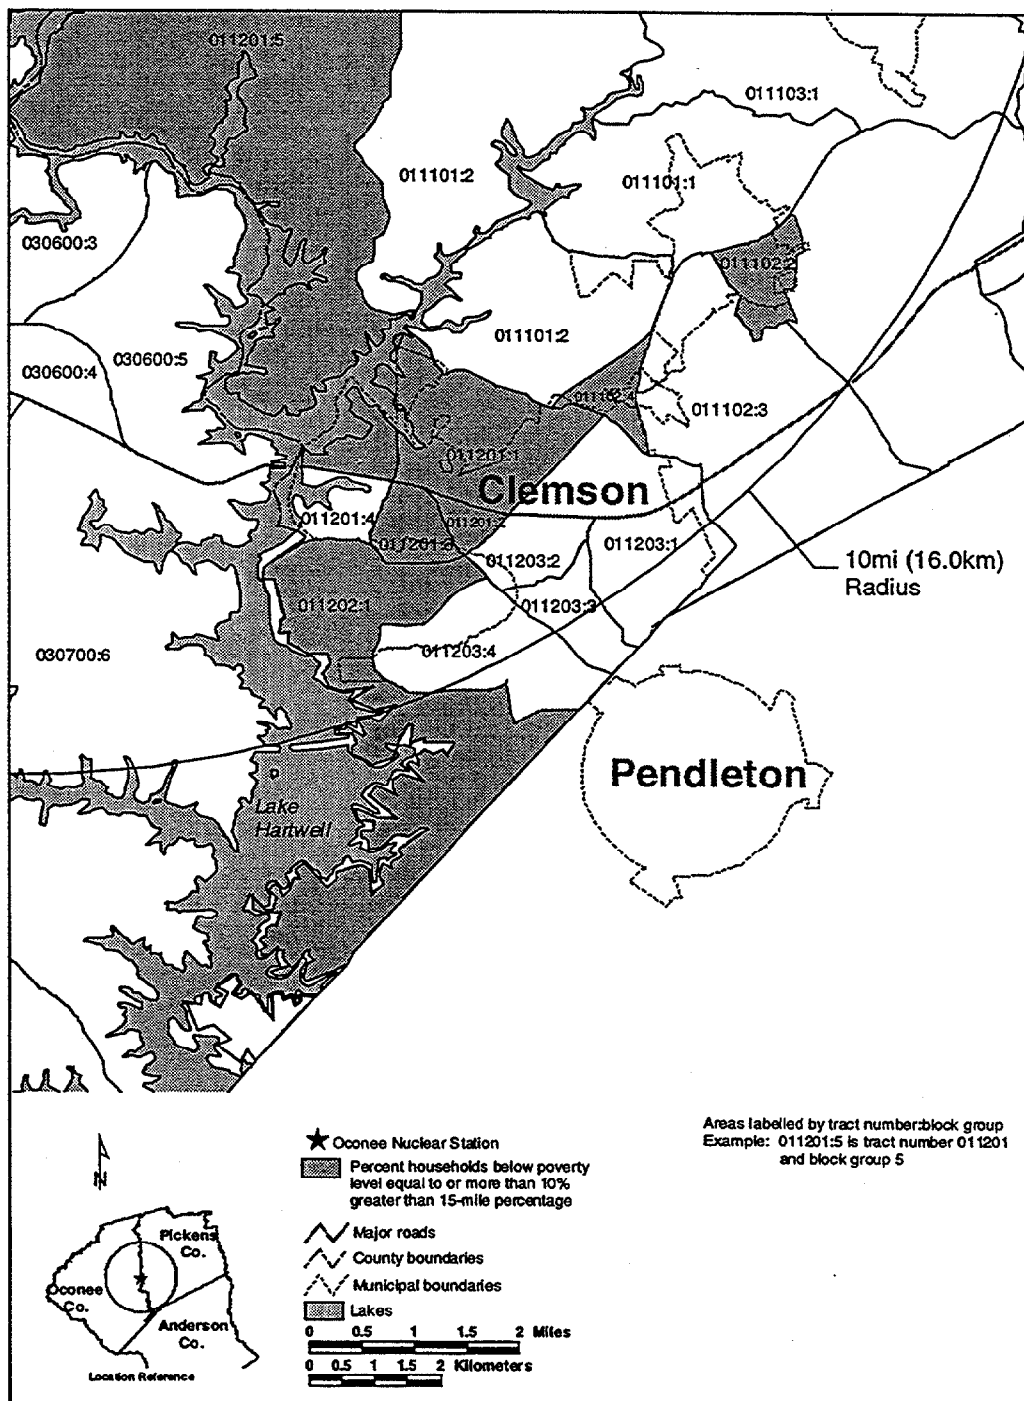 011201:5
011103:1
011101:2
011101:1
030600:3
011102:2
011101:2
030600:5
030600:4
011102:4
011102:3
011201:1
Clemson
011201:4
011201:2
011201:3
011203:1
011203:2
10mi (16.0km)
Radius
011202:1
011203:3
011203:4
030700:6
Pendleton
Lake
Hartwell
Areas labelled by tract number:block group
Example: 011201:5 is tract number 011201
and block group 5
N
Oconee Nuclear Station
Percent households below poverty
level equal to or more than 10%
greater than 15-mile percentage
Major roads
County boundaries
Municipal boundaries
Lakes
0 0.5 1 1.5 2 Miles
0 0.5 1 1.5 2 Kilometers
Pickens
Co.
Oconee
Co.
Anderson
Co.
Location Reference